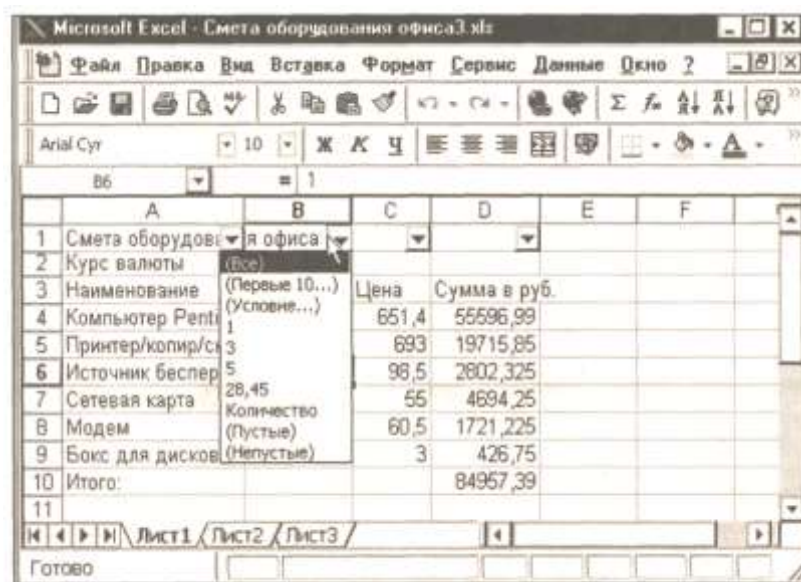 Microsoft Excel - Смета оборудования офиса3.xls
Файл Правка Вид Вставка Формат Сервис Данные Окно ?
Arial Cyr 10 Ж К Ч
B6 = 1
A B C D E F
1 Смета оборудова я офиса
2 Курс валюты
3 Наименование Цена Сумма в руб.
4 Компьютер Penti 651,4 55596,99
5 Принтер/копир/ск 693 19715,85
6 Источник беспер 98,5 2802,325
7 Сетевая карта 55 4694,25
8 Модем 60,5 1721,225
9 Бокс для дисков 3 426,75
10 Итого: 84957,39
11
(Все)
(Первые 10...)
(Условие...)
1
3
5
28,45
Количество
(Пустые)
(Непустые)
Лист1 Лист2 Лист3
Готово